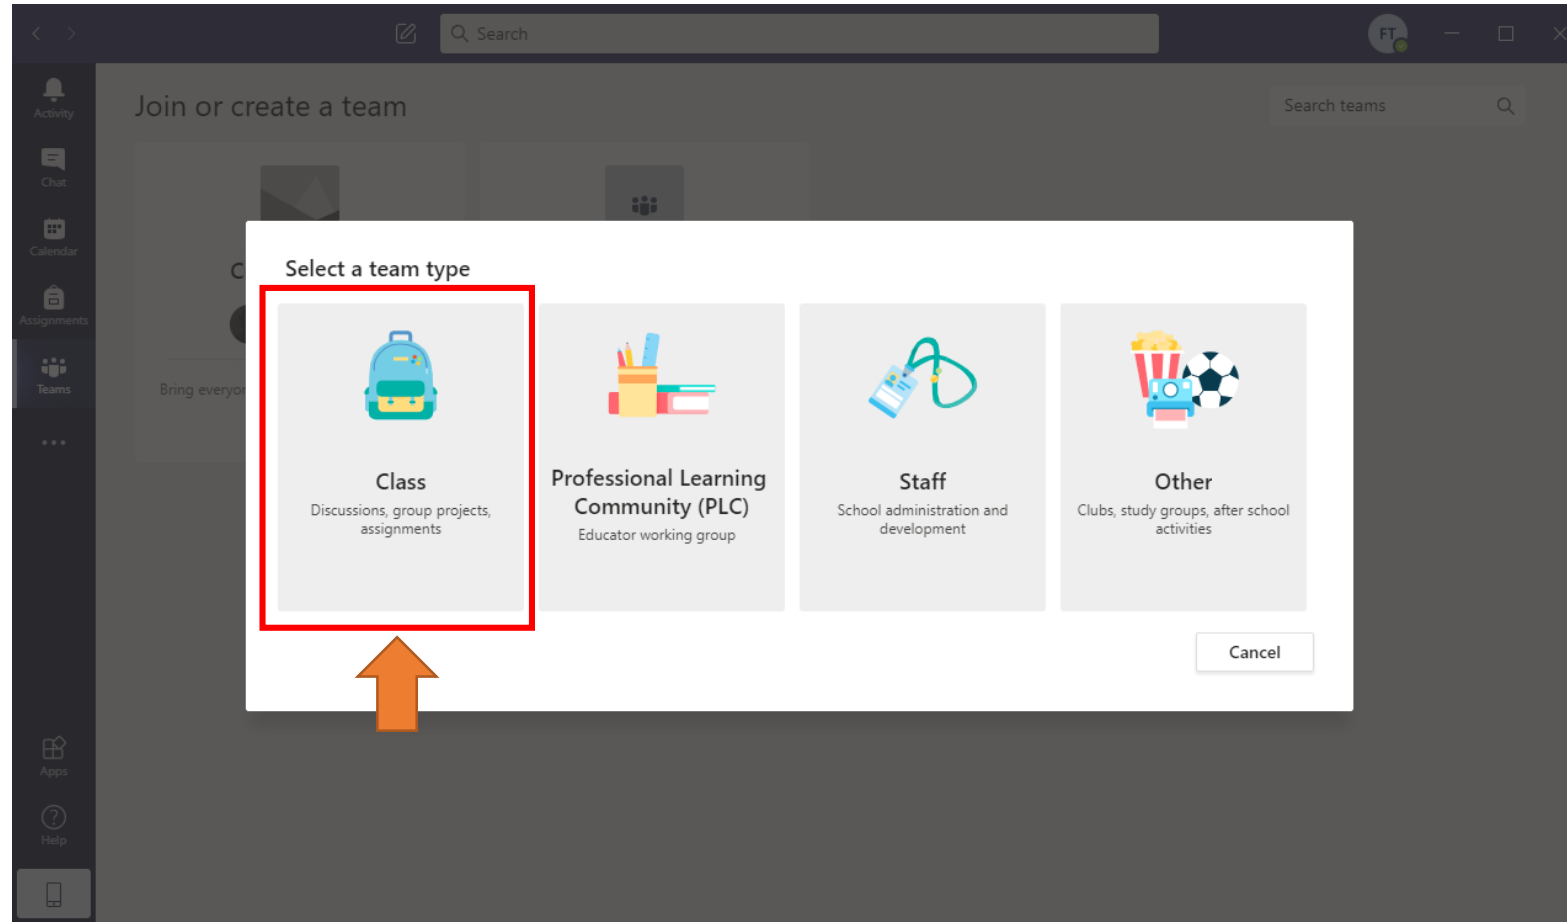 Search
FT
Activity
Chat
Calendar
Assignments
Teams
Apps
Help
Join or create a team
Search teams
C
Bring everyon
Select a team type
Class
Discussions, group projects,
assignments
Professional Learning
Community (PLC)
Educator working group
Staff
School administration and
development
Other
Clubs, study groups, after school
activities
Cancel